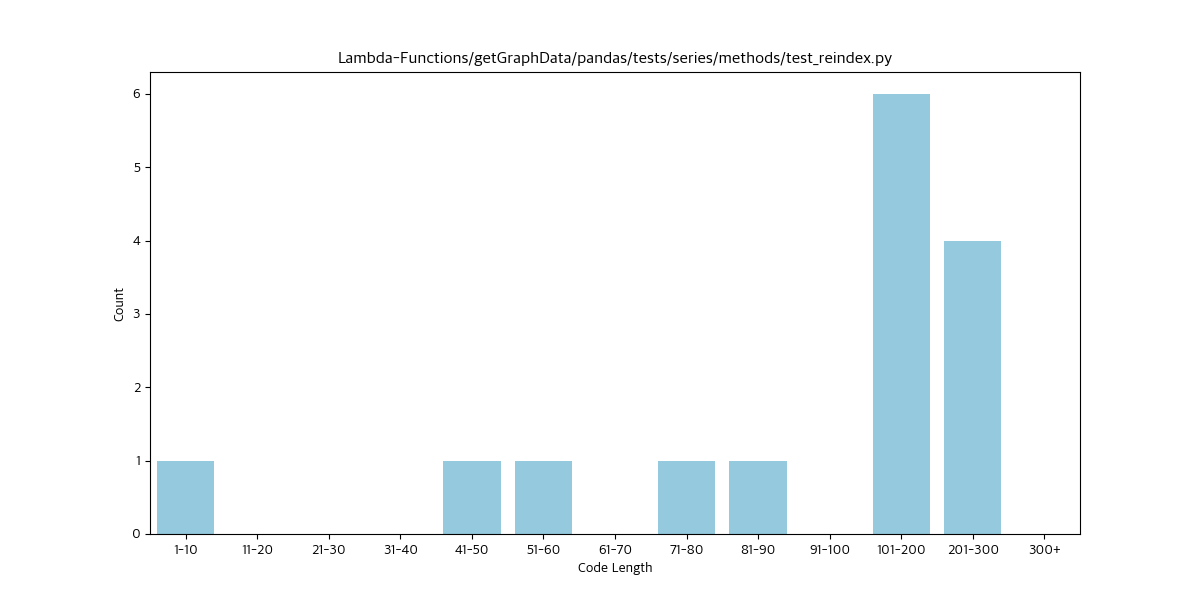 Lambda-Functions/getGraphData/pandas/tests/series/methods/test_reindex.py
6
5
4
3
2
1
0
Count
1-10 11-20 21-30 31-40 41-50 51-60 61-70 71-80 81-90 91-100 101-200 201-300 300+
Code Length